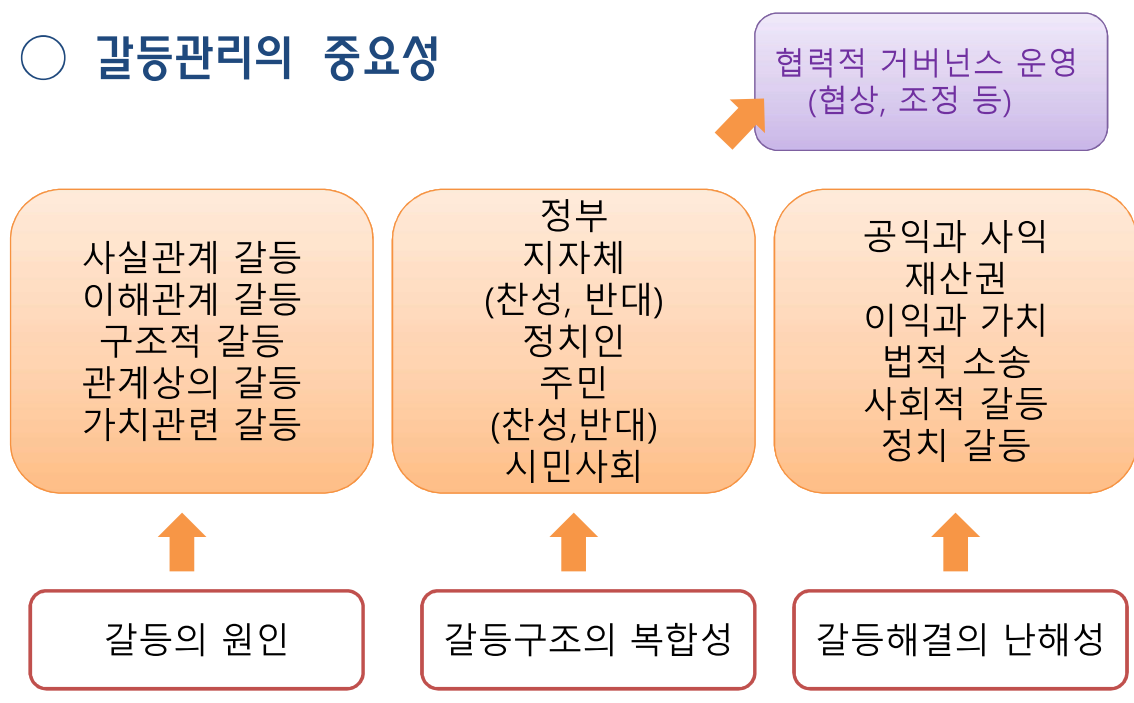 갈등관리의 중요성
협력적 거버넌스 운영
(협상, 조정 등)
사실관계 갈등
이해관계 갈등
구조적 갈등
관계상의 갈등
가치관련 갈등
정부
지자체
(찬성, 반대)
정치인
주민
(찬성,반대)
시민사회
공익과 사익
재산권
이익과 가치
법적 소송
사회적 갈등
정치 갈등
갈등의 원인
갈등구조의 복합성
갈등해결의 난해성